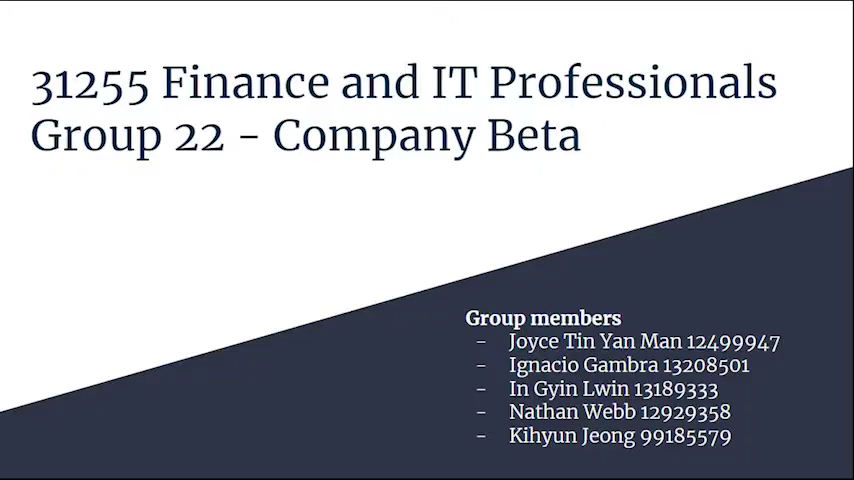 31255 Finance and IT Professionals
Group 22 - Company Beta
Group members
- Joyce Tin Yan Man 12499947
- Ignacio Gambra 13208501
- In Gyin Lwin 13189333
- Nathan Webb 12929358
- Kihyun Jeong 99185579